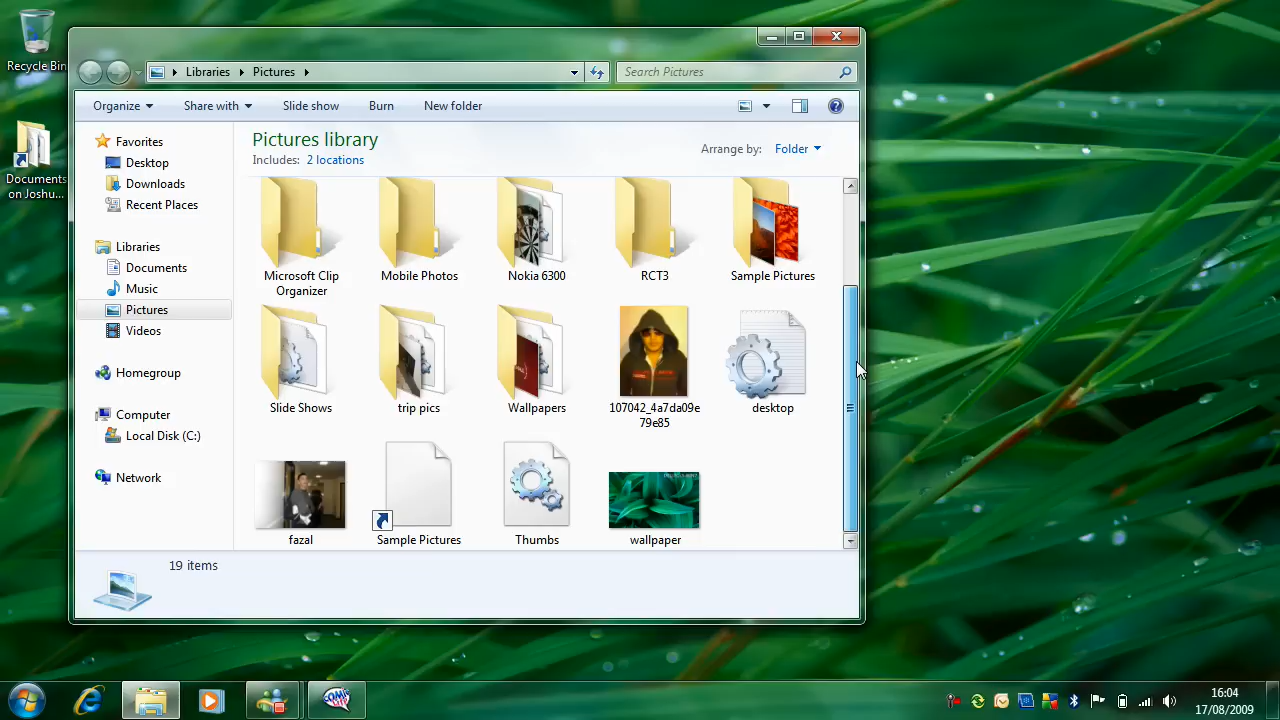 Recycle Bin
Documents
on Joshu...
Libraries
Pictures
Search Pictures
Organize
Share with
Slide show
Burn
New folder
Favorites
Desktop
Downloads
Recent Places
Libraries
Documents
Music
Pictures
Videos
Homegroup
Computer
Local Disk (C:)
Network
Pictures library
Includes: 2 locations
Arrange by: Folder
Microsoft Clip
Organizer
Mobile Photos
Nokia 6300
RCT3
Sample Pictures
Slide Shows
trip pics
Wallpapers
107042_4a7da09e
79e85
desktop
fazal
Sample Pictures
Thumbs
wallpaper
19 items
16:04
17/08/2009